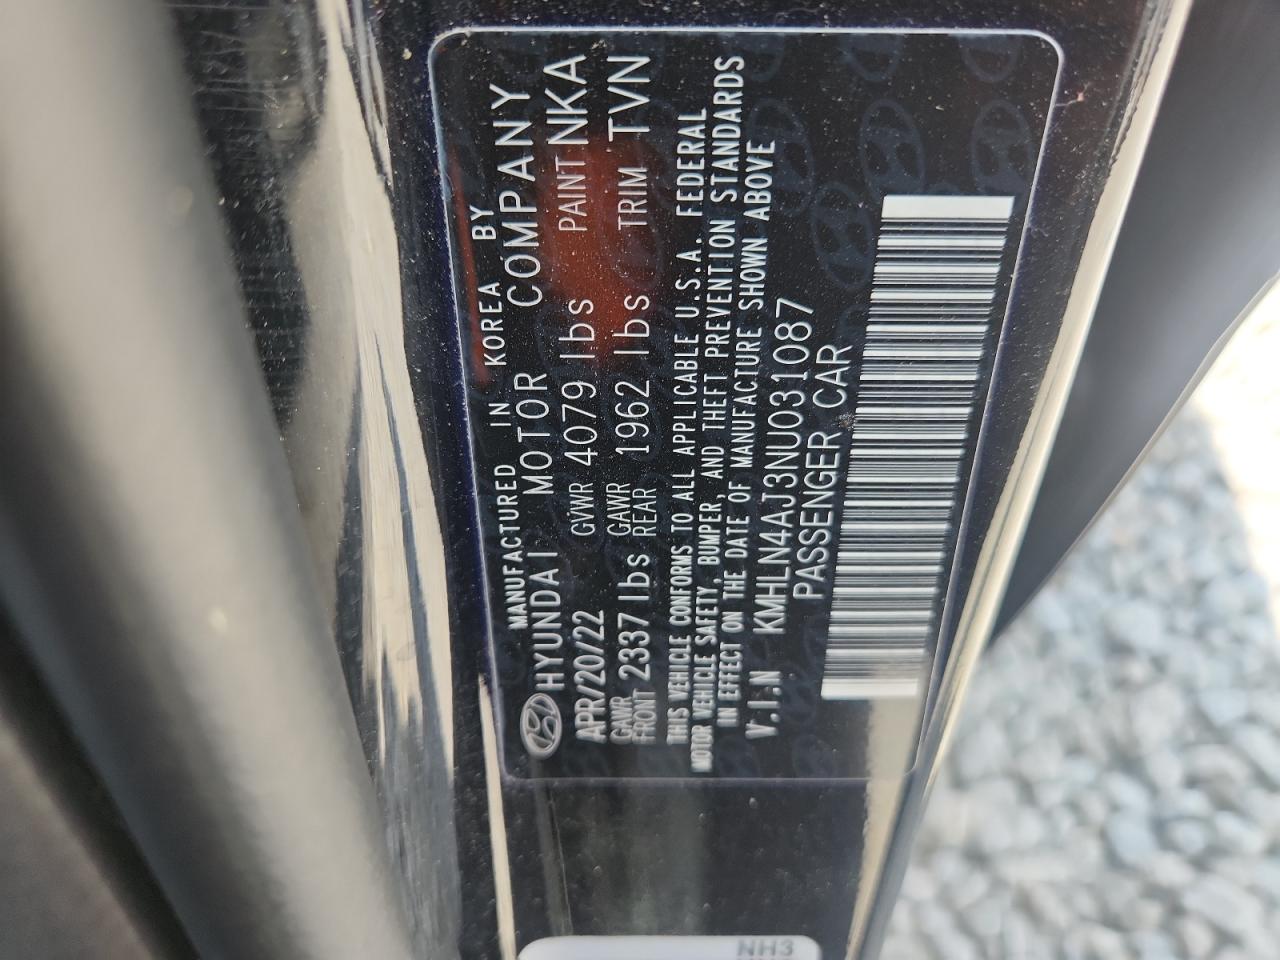 MANUFACTURED IN KOREA BY
HYUNDAI MOTOR COMPANY
APR/20/22 GVWR 4079 lbs PAINT NKA
GAWR FRONT 2337 lbs GAWR REAR 1962 lbs TRIM TVN
THIS VEHICLE CONFORMS TO ALL APPLICABLE U.S.A. FEDERAL
MOTOR VEHICLE SAFETY, BUMPER, AND THEFT PREVENTION STANDARDS
IN EFFECT ON THE DATE OF MANUFACTURE SHOWN ABOVE
V.I.N KMHLN4AJ3NU031087
PASSENGER CAR
NH3